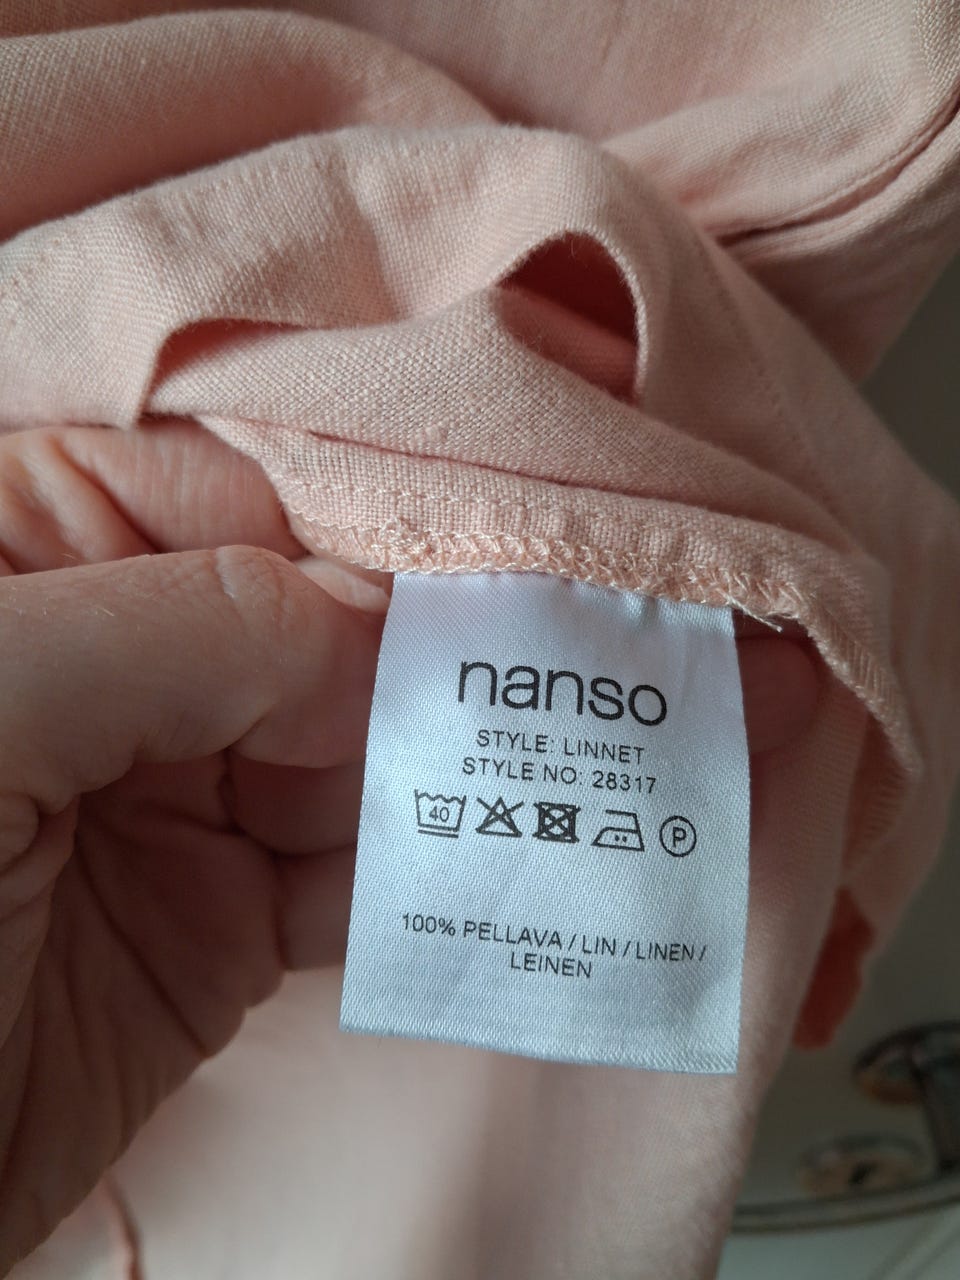 nanso
STYLE: LINNET
STYLE NO: 28317
40 P
100% PELLAVA / LIN / LINEN /
LEINEN